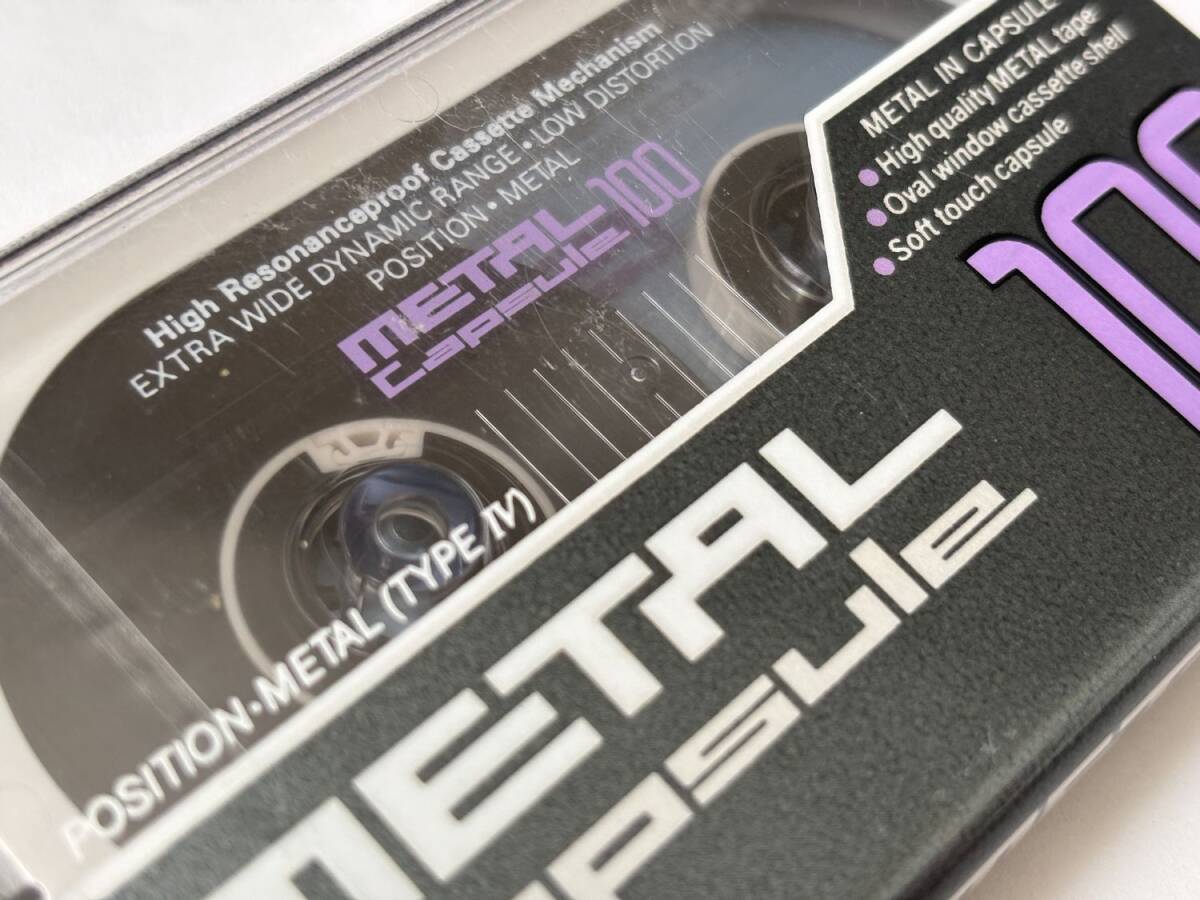 High Resonanceproof Cassette Mechanism
EXTRA WIDE DYNAMIC RANGE • LOW DISTORTION
POSITION • METAL
METAL
Capsule 100
METAL IN CAPSULE
• High quality METAL tape
• Oval window cassette shell
• Soft touch capsule
POSITION • METAL (TYPE IV)
METAL